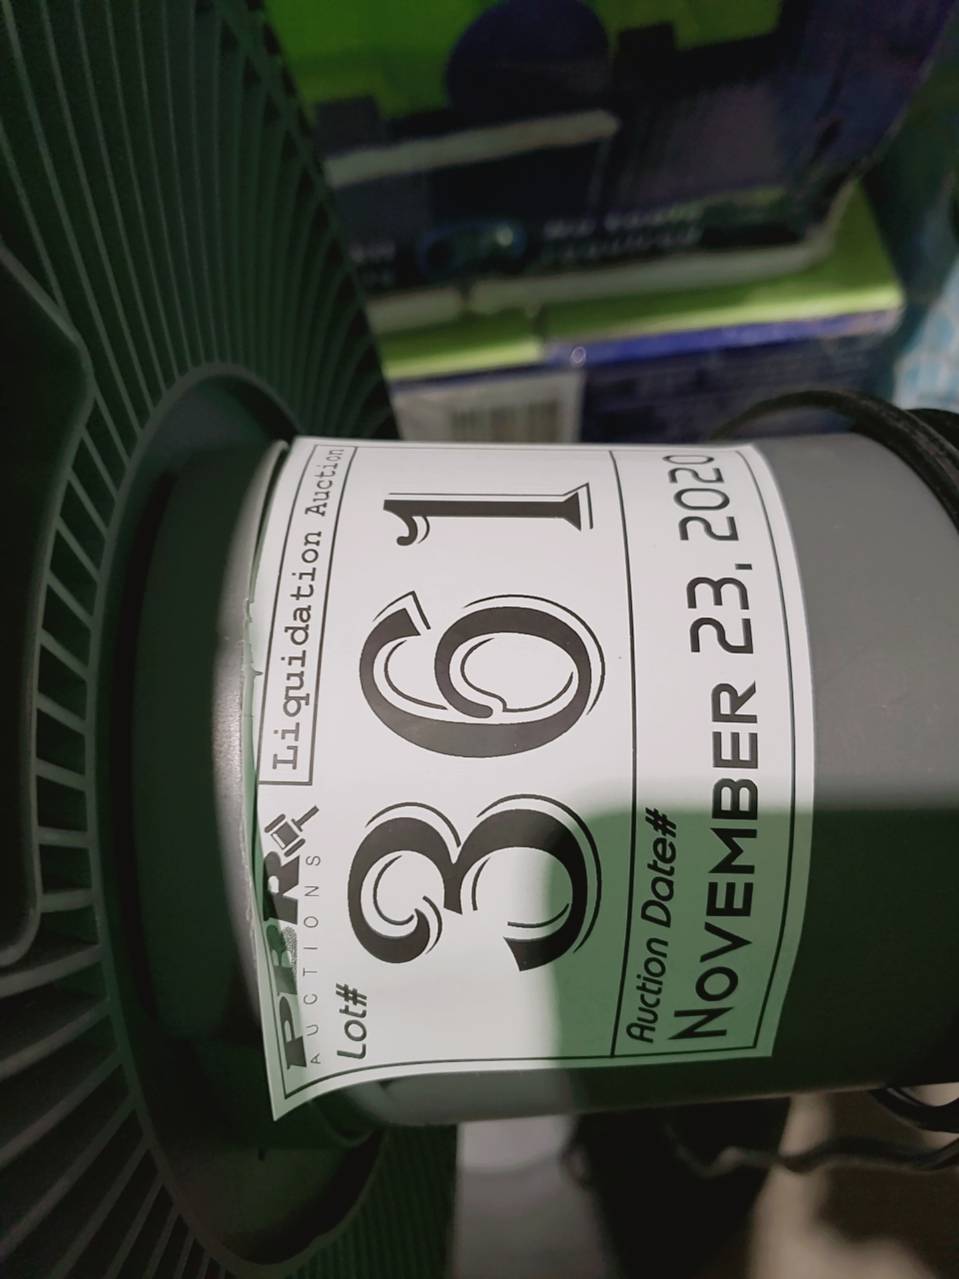 PBR
AUCTIONS
Liquidation Auction
Lot#
361
Auction Date#
NOVEMBER 23. 2020